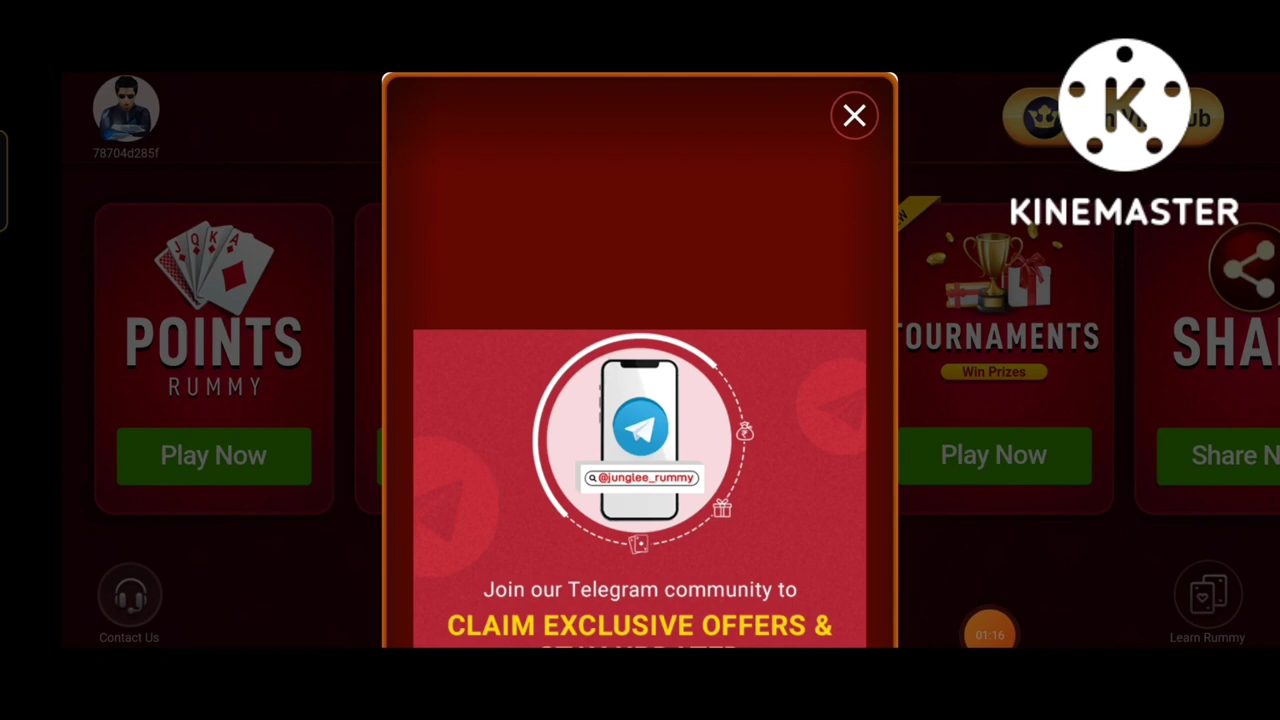 78704d285f
KINEMASTER
J Q K A
POINTS
RUMMY
Play Now
@junglee_rummy
Join our Telegram community to
CLAIM EXCLUSIVE OFFERS &
TOURNAMENTS
Win Prizes
Play Now
Share
Contact Us
01:16
Learn Rummy